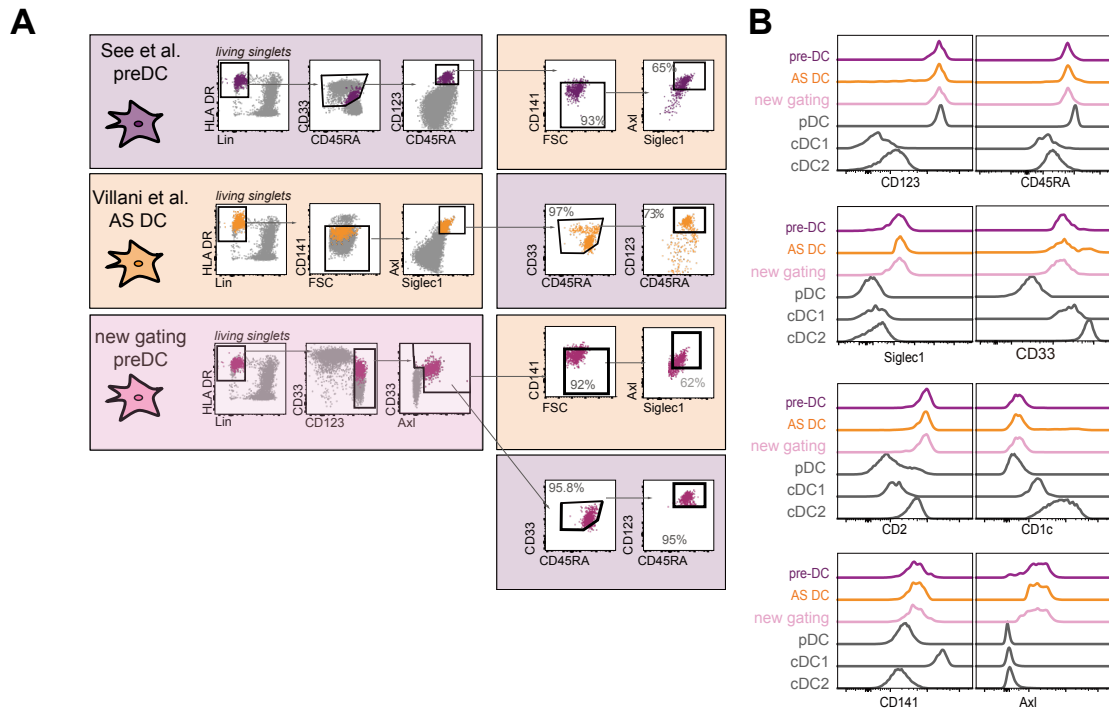 A
See et al.
preDC
living singlets
HLA DR
Lin
CD33
CD45RA
CD123
CD45RA
CD141
93%
FSC
65%
Axl
Siglec1
Villani et al.
AS DC
living singlets
HLA DR
Lin
CD141
FSC
Axl
Siglec1
97%
CD33
CD45RA
73%
CD123
CD45RA
new gating
preDC
living singlets
HLA DR
Lin
CD33
CD123
CD33
Axl
CD141
92%
FSC
Axl
62%
Siglec1
95.8%
CD33
CD45RA
CD123
95%
CD45RA
B
pre-DC
AS DC
new gating
pDC
cDC1
cDC2
CD123
CD45RA
pre-DC
AS DC
new gating
pDC
cDC1
cDC2
Siglec1
CD33
pre-DC
AS DC
new gating
pDC
cDC1
cDC2
CD2
CD1c
pre-DC
AS DC
new gating
pDC
cDC1
cDC2
CD141
Axl